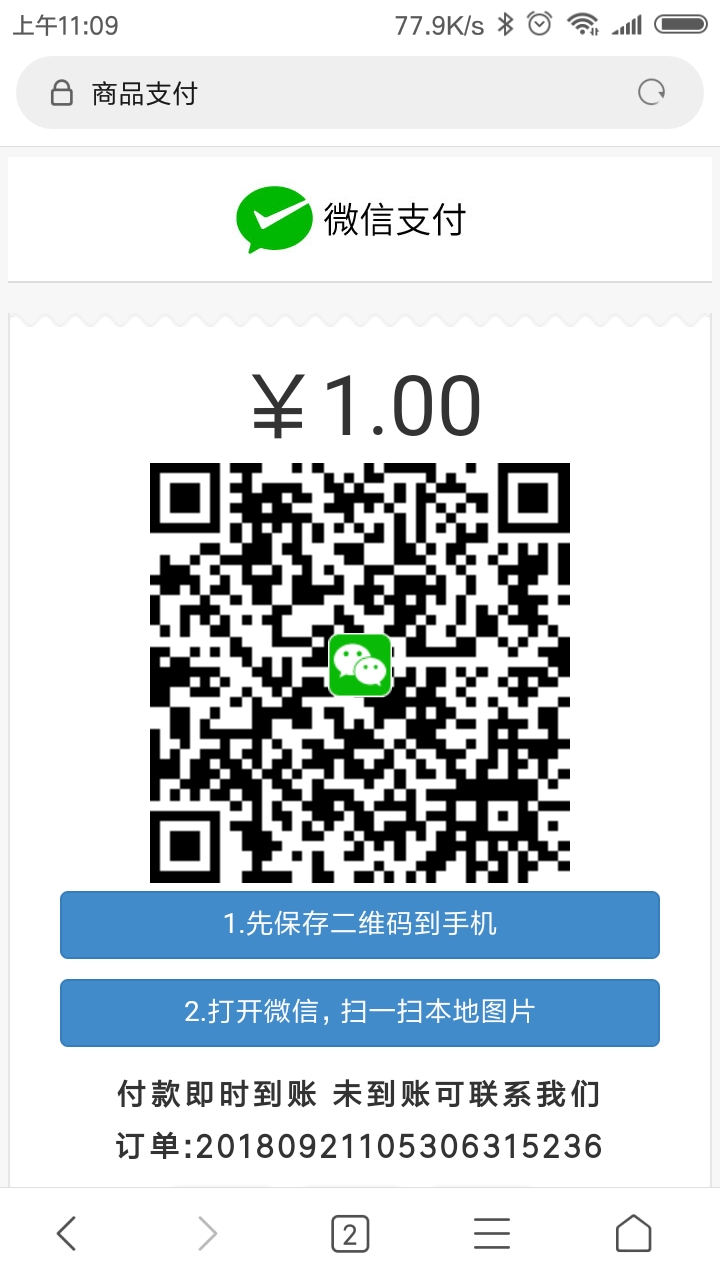 上午11:09
77.9K/s
商品支付
微信支付
￥1.00
1.先保存二维码到手机
2.打开微信，扫一扫本地图片
付款即时到账 未到账可联系我们
订单:20180921105306315236
2